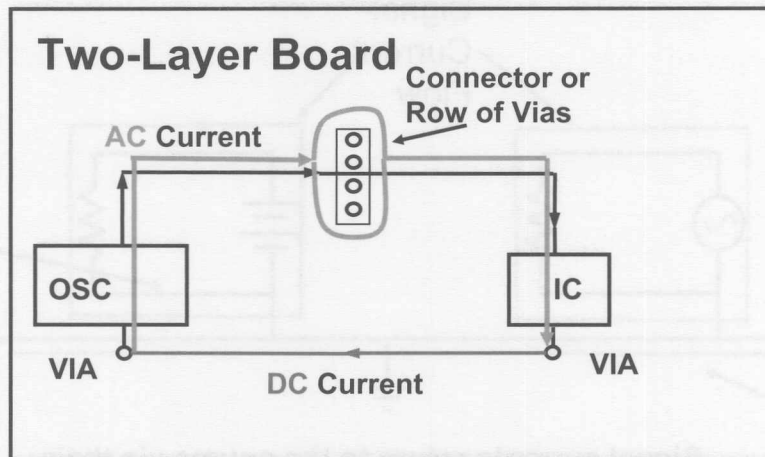 Two-Layer Board
Connector or
Row of Vias
AC Current
OSC
IC
VIA
VIA
DC Current